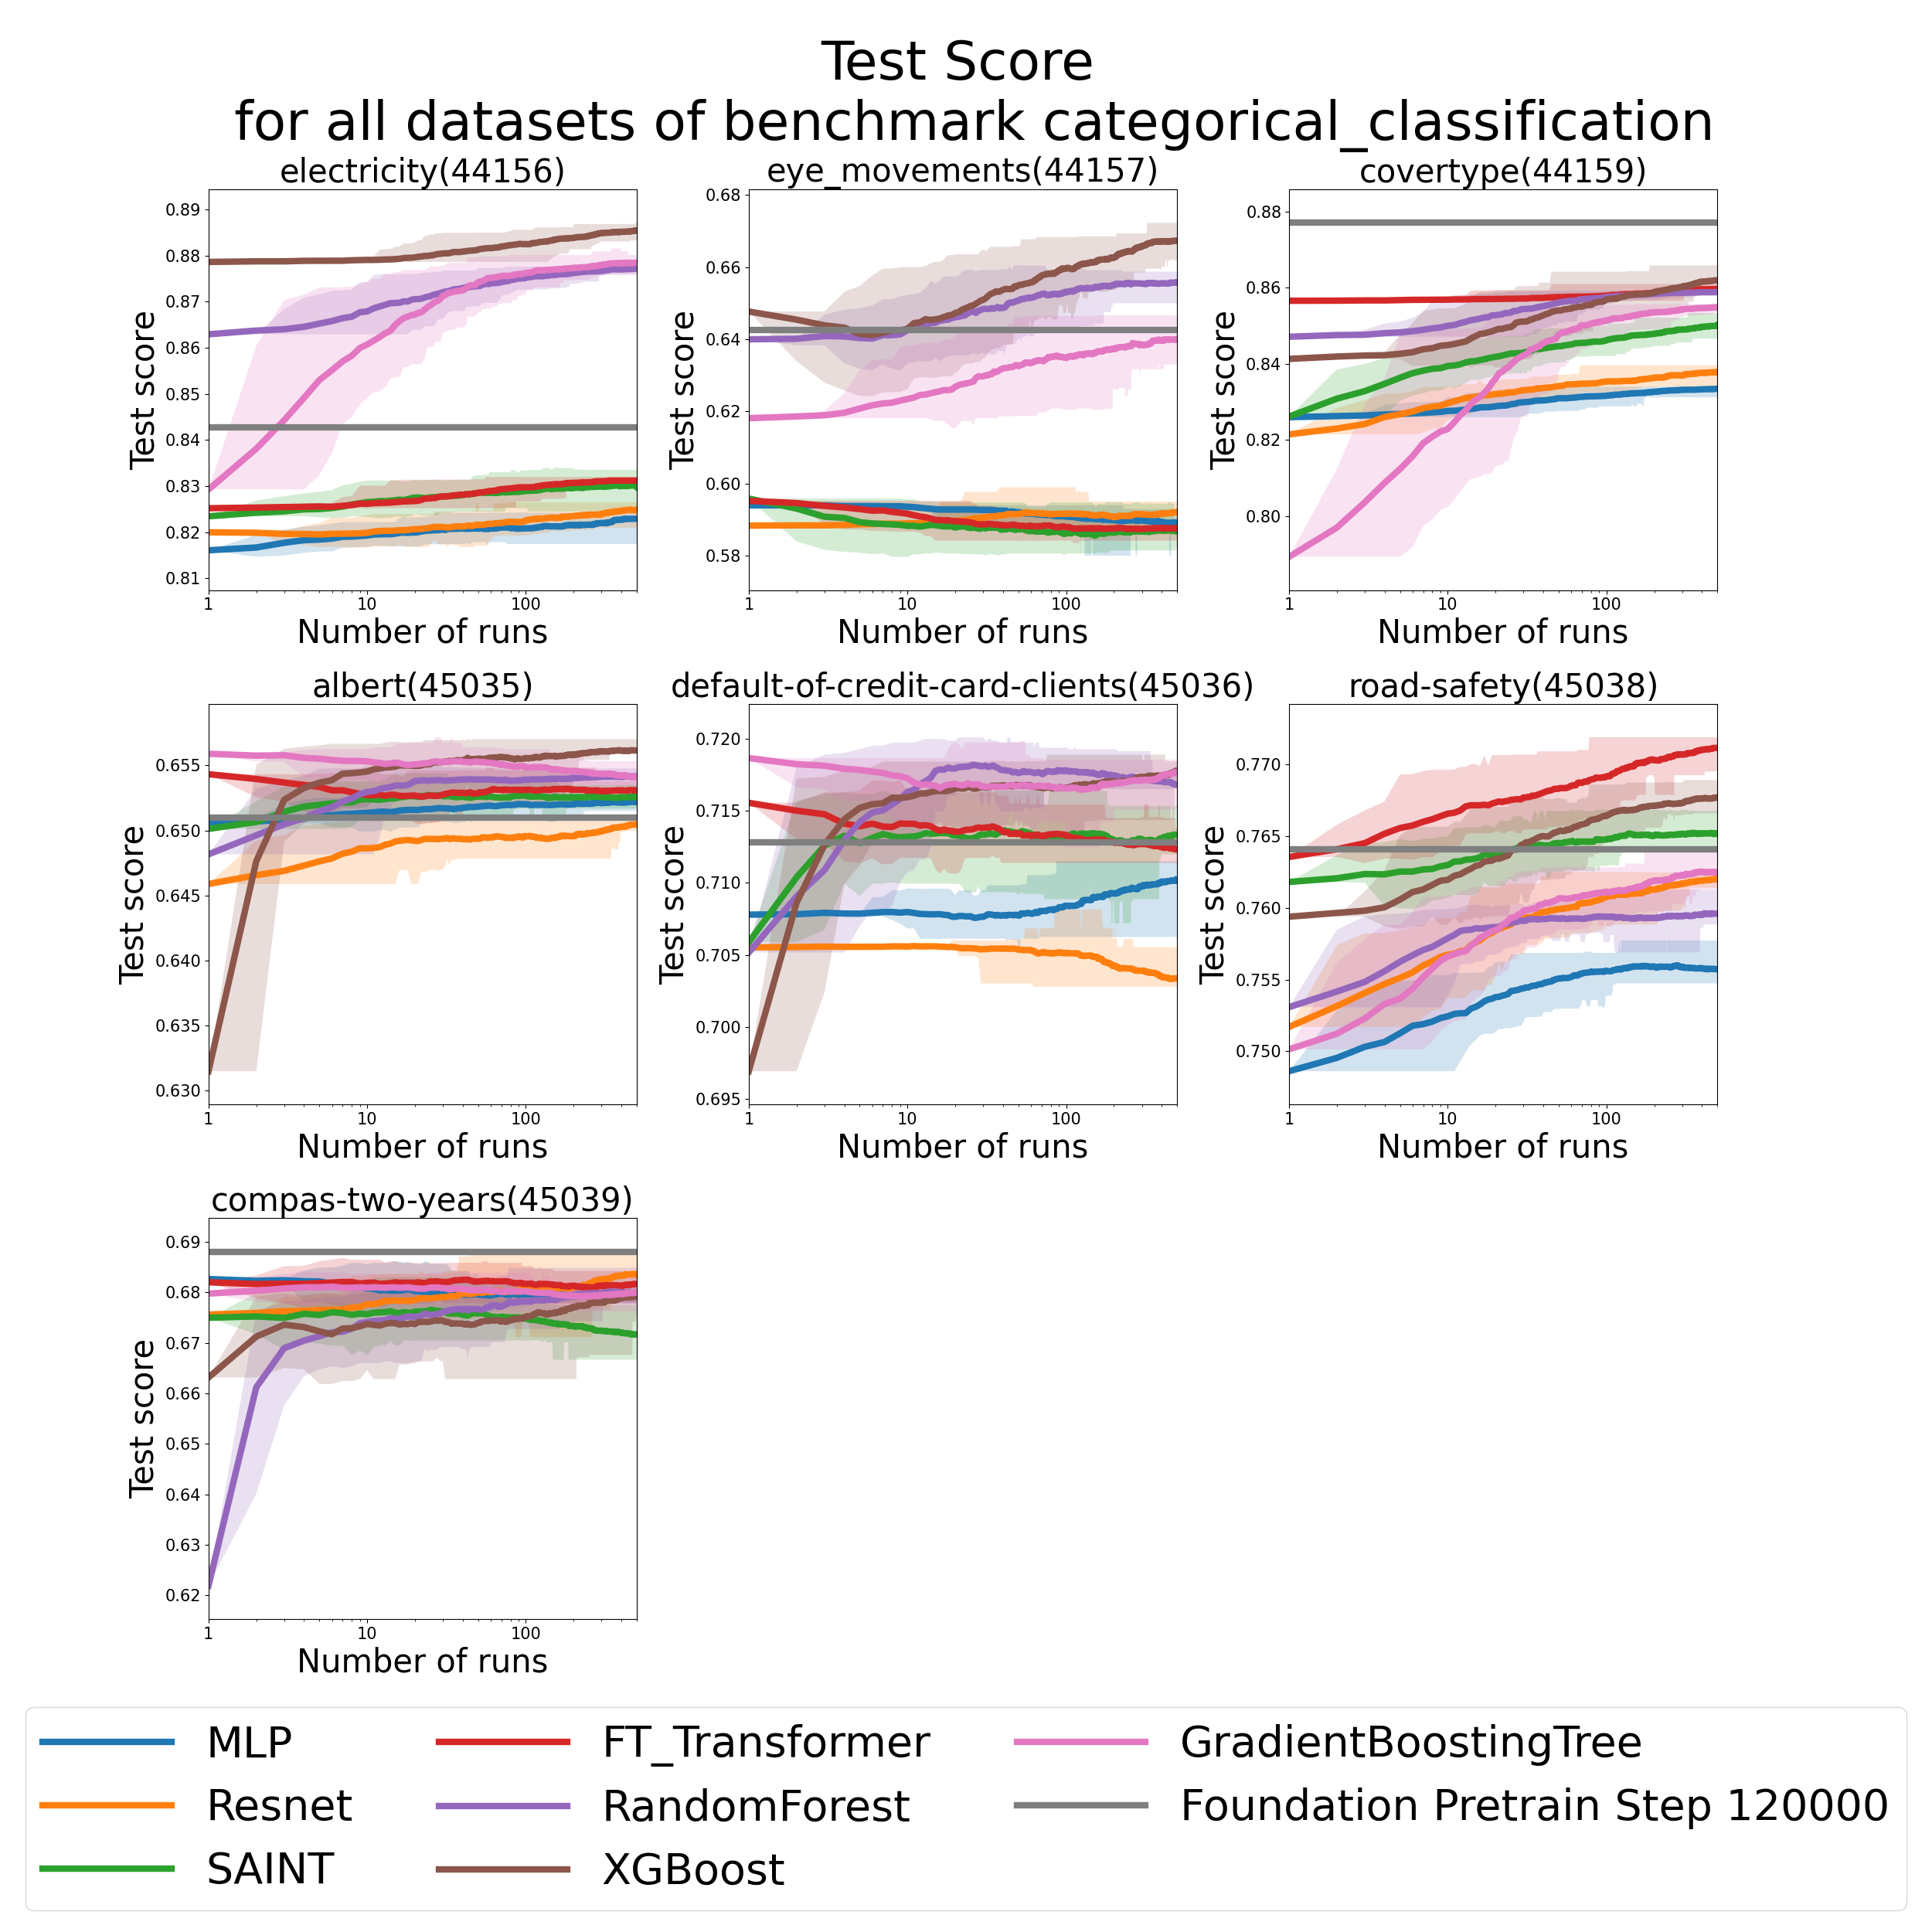 Test Score
for all datasets of benchmark categorical_classification
electricity(44156)
0.89
0.88
0.87
0.86
0.85
0.84
0.83
0.82
0.81
Test score
1
10
100
Number of runs
eye_movements(44157)
0.68
0.66
0.64
0.62
0.60
0.58
Test score
1
10
100
Number of runs
covertype(44159)
0.88
0.86
0.84
0.82
0.80
Test score
1
10
100
Number of runs
albert(45035)
0.655
0.650
0.645
0.640
0.635
0.630
Test score
1
10
100
Number of runs
default-of-credit-card-clients(45036)
0.720
0.715
0.710
0.705
0.700
0.695
Test score
1
10
100
Number of runs
road-safety(45038)
0.770
0.765
0.760
0.755
0.750
Test score
1
10
100
Number of runs
compas-two-years(45039)
0.69
0.68
0.67
0.66
0.65
0.64
0.63
0.62
Test score
1
10
100
Number of runs
MLP
Resnet
SAINT
FT_Transformer
RandomForest
XGBoost
GradientBoostingTree
Foundation Pretrain Step 120000